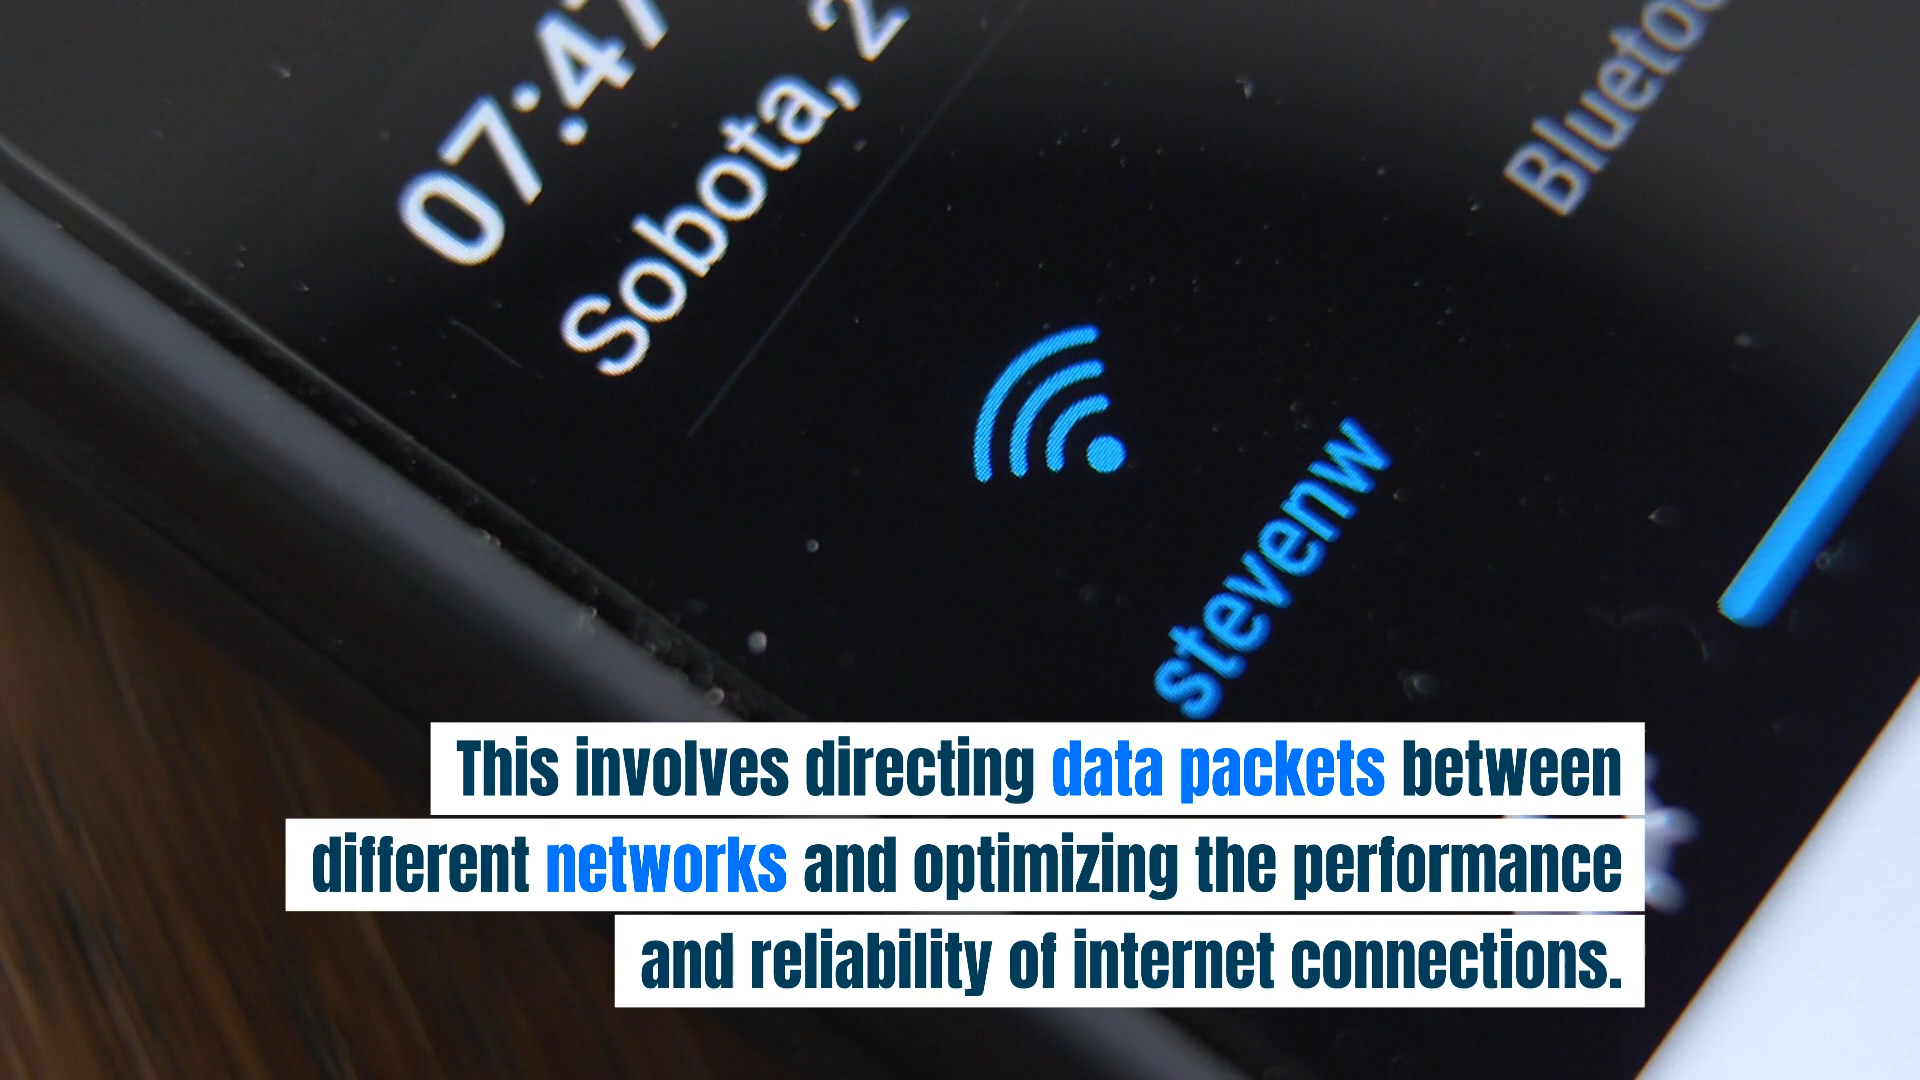 07:47
Sobota, 2
Bluetoo
stevenw
This involves directing data packets between
different networks and optimizing the performance
and reliability of internet connections.